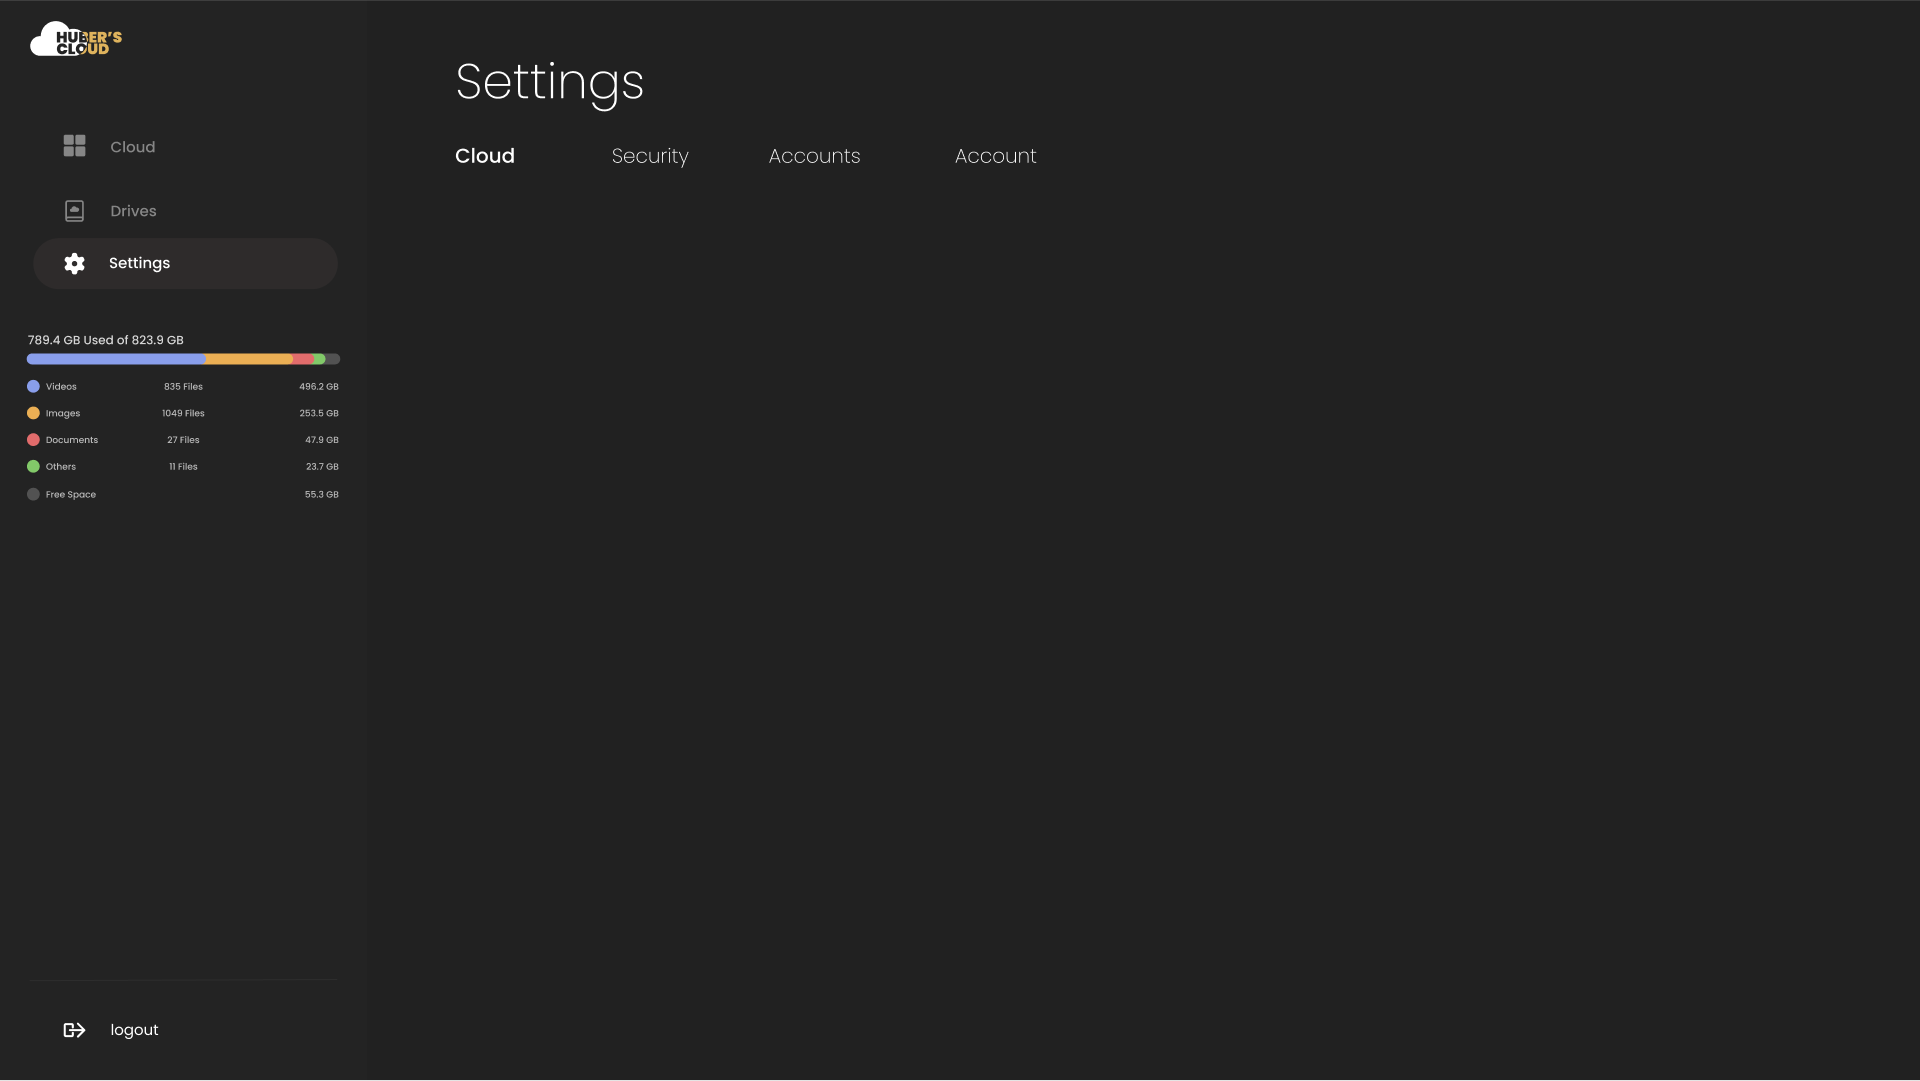 HUBER'S
CLOUD
Cloud
Drives
Settings
789.4 GB Used of 823.9 GB
Videos 835 Files 496.2 GB
Images 1049 Files 253.5 GB
Documents 27 Files 47.9 GB
Others 11 Files 23.7 GB
Free Space 55.3 GB
logout
Settings
Cloud Security Accounts Account